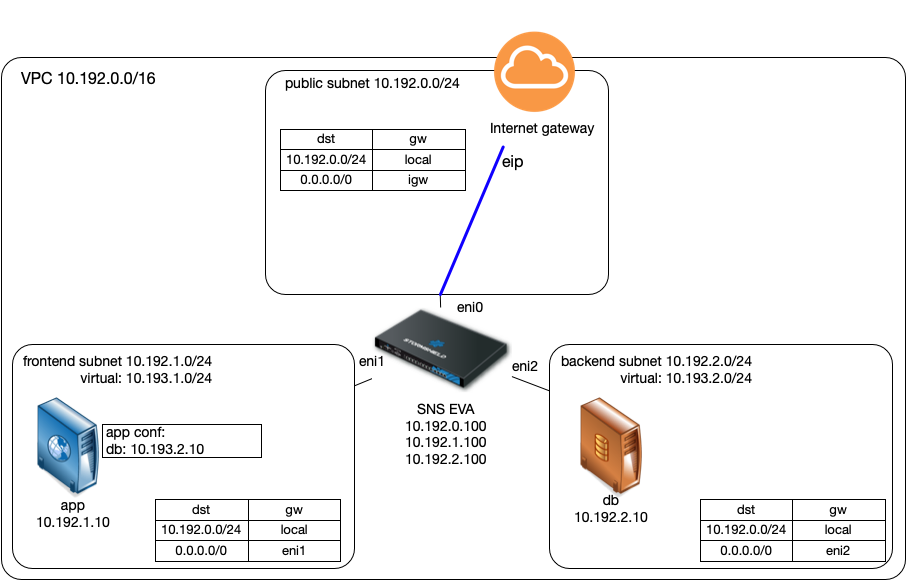 VPC 10.192.0.0/16
public subnet 10.192.0.0/24
Internet gateway
dst gw
10.192.0.0/24 local
0.0.0.0/0 igw
eip
eni0
STORMSHIELD
frontend subnet 10.192.1.0/24
virtual: 10.193.1.0/24
eni1
eni2
backend subnet 10.192.2.0/24
virtual: 10.193.2.0/24
SNS EVA
10.192.0.100
10.192.1.100
10.192.2.100
app conf:
db: 10.193.2.10
app
10.192.1.10
db
10.192.2.10
dst gw
10.192.0.0/24 local
0.0.0.0/0 eni1
dst gw
10.192.0.0/24 local
0.0.0.0/0 eni2